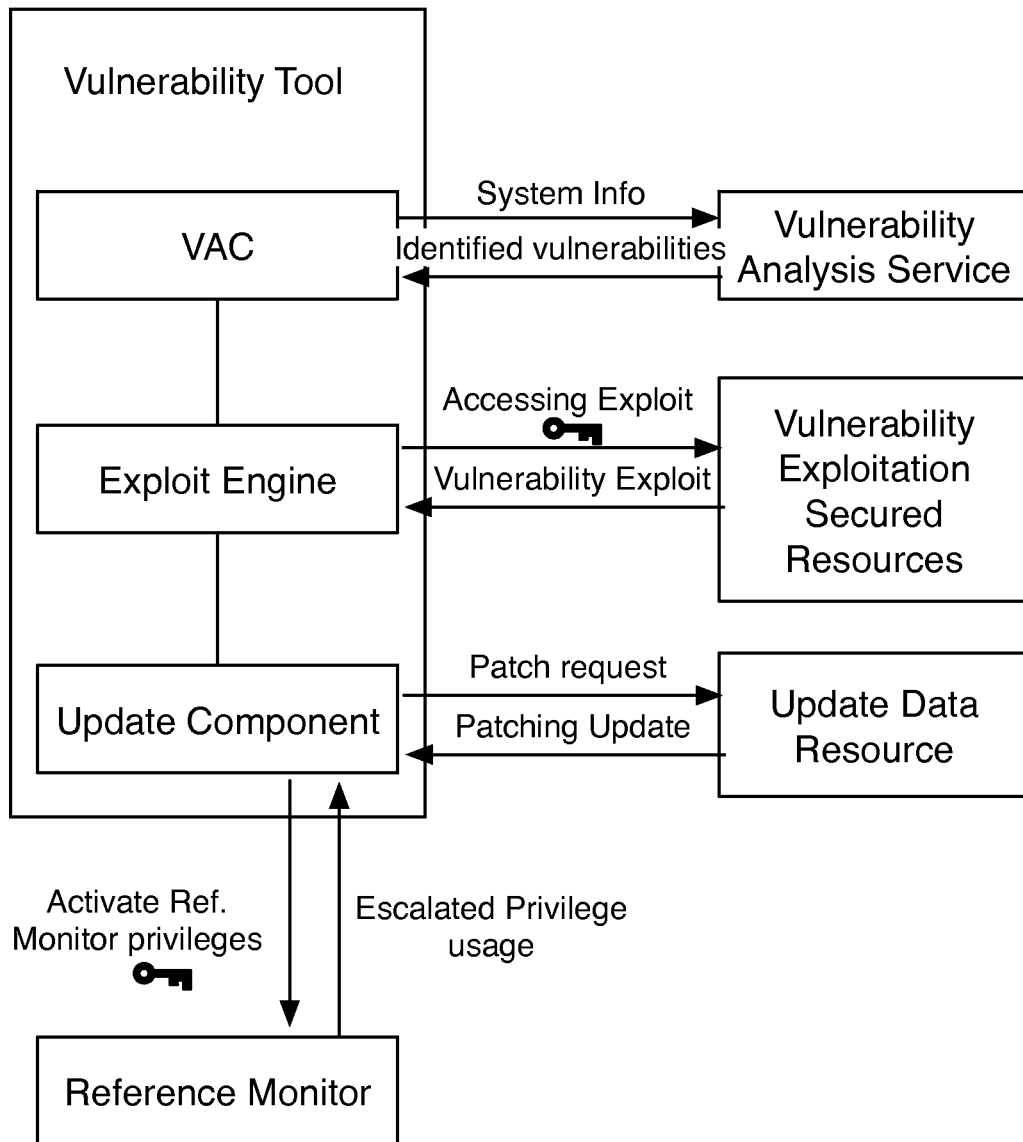 Vulnerability Tool
VAC
System Info
Identified vulnerabilities
Vulnerability
Analysis Service
Exploit Engine
Accessing Exploit
Vulnerability Exploit
Vulnerability
Exploitation
Secured
Resources
Update Component
Patch request
Patching Update
Update Data
Resource
Activate Ref.
Monitor privileges
Escalated Privilege
usage
Reference Monitor